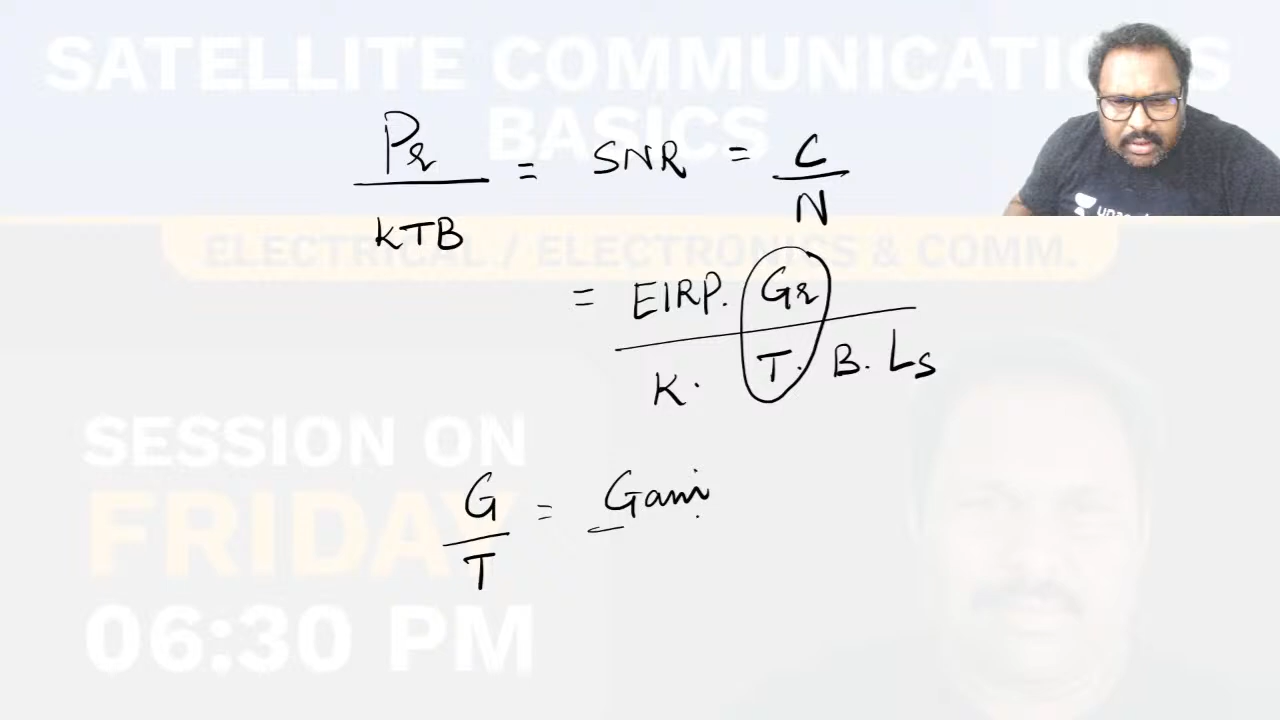 SATELLITE COMMUNICATIONS
BASICS
Pr / KTB = SNR = C / N
ELECTRICAL / ELECTRONICS & COMM.
= EIRP. Gr / K. T. B. Ls
SESSION ON
FRIDAY
06:30 PM
G / T = Gain